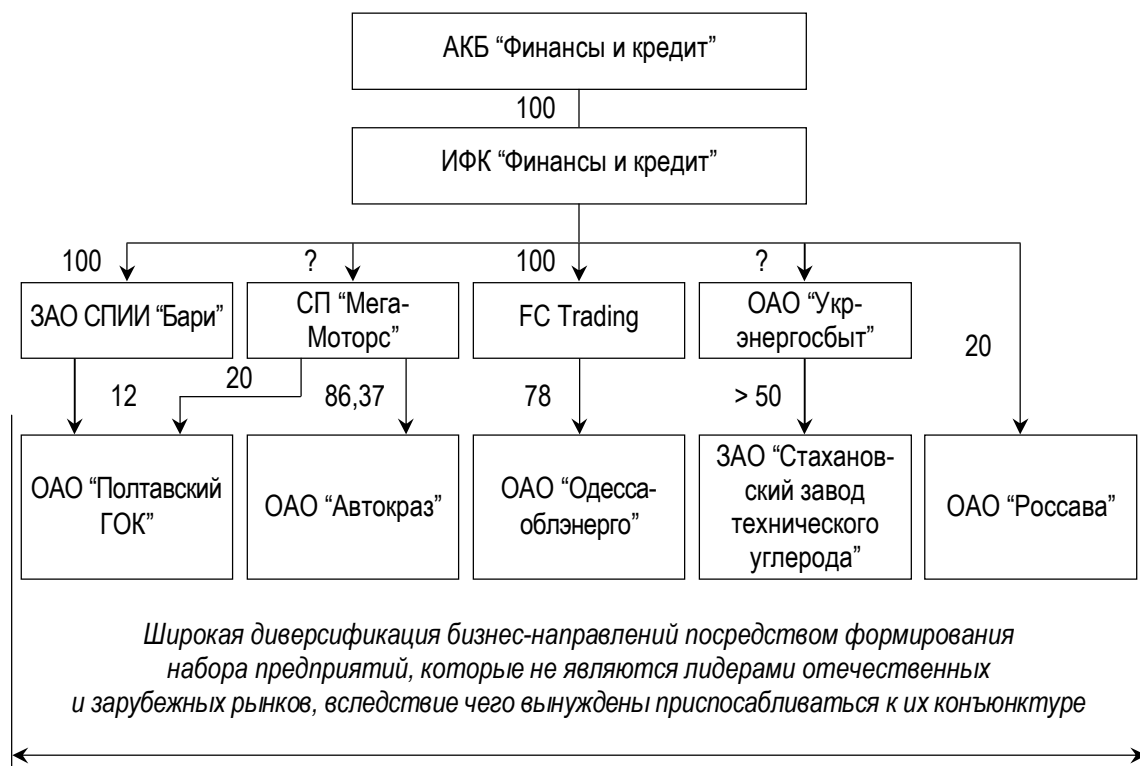 АКБ “Финансы и кредит”
100
ИФК “Финансы и кредит”
100
?
100
?
20
ЗАО СПИИ “Бари”
СП “Мега-
Моторс”
FC Trading
ОАО “Укр-
энергосбыт”
12
20
86,37
78
> 50
ОАО “Полтавский
ГОК”
ОАО “Автокраз”
ОАО “Одесса-
облэнерго”
ЗАО “Стаханов-
ский завод
технического
углерода”
ОАО “Россава”
Широкая диверсификация бизнес-направлений посредством формирования
набора предприятий, которые не являются лидерами отечественных
и зарубежных рынков, вследствие чего вынуждены приспосабливаться к их конъюнктуре